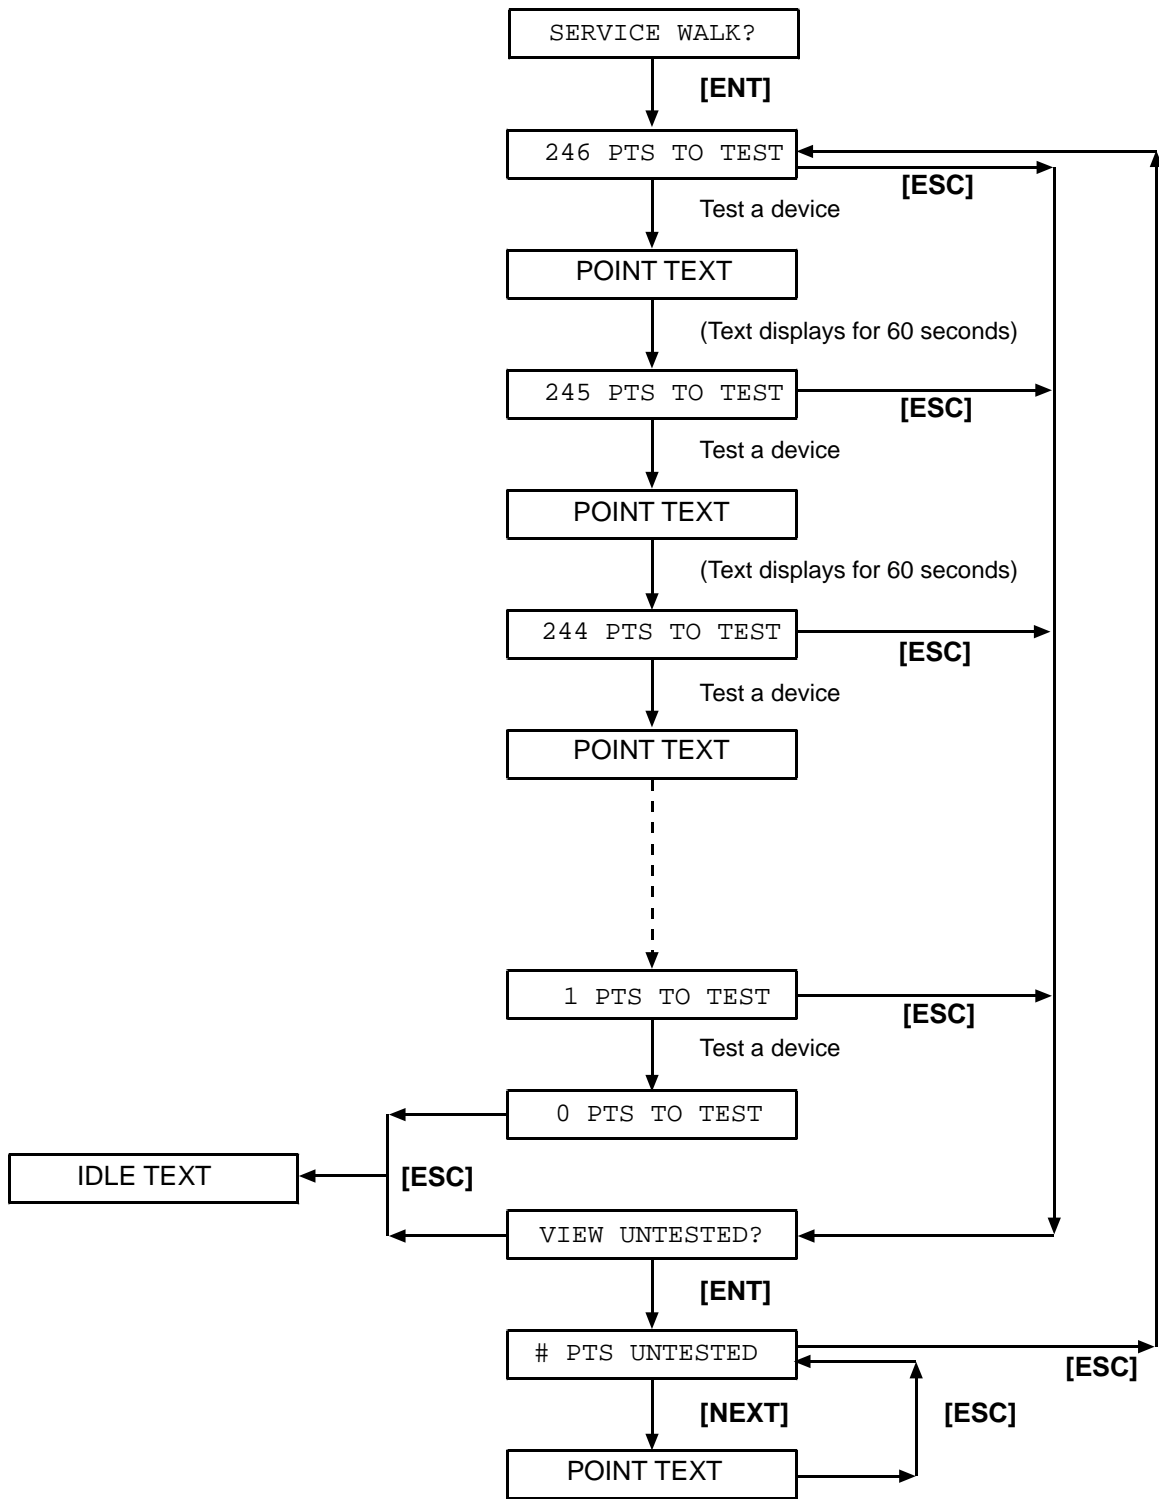 SERVICE WALK?
[ENT]
246 PTS TO TEST
[ESC]
Test a device
POINT TEXT
(Text displays for 60 seconds)
245 PTS TO TEST
[ESC]
Test a device
POINT TEXT
(Text displays for 60 seconds)
244 PTS TO TEST
[ESC]
Test a device
POINT TEXT
1 PTS TO TEST
[ESC]
Test a device
0 PTS TO TEST
IDLE TEXT
[ESC]
VIEW UNTESTED?
[ENT]
# PTS UNTESTED
[ESC]
[NEXT]
[ESC]
POINT TEXT